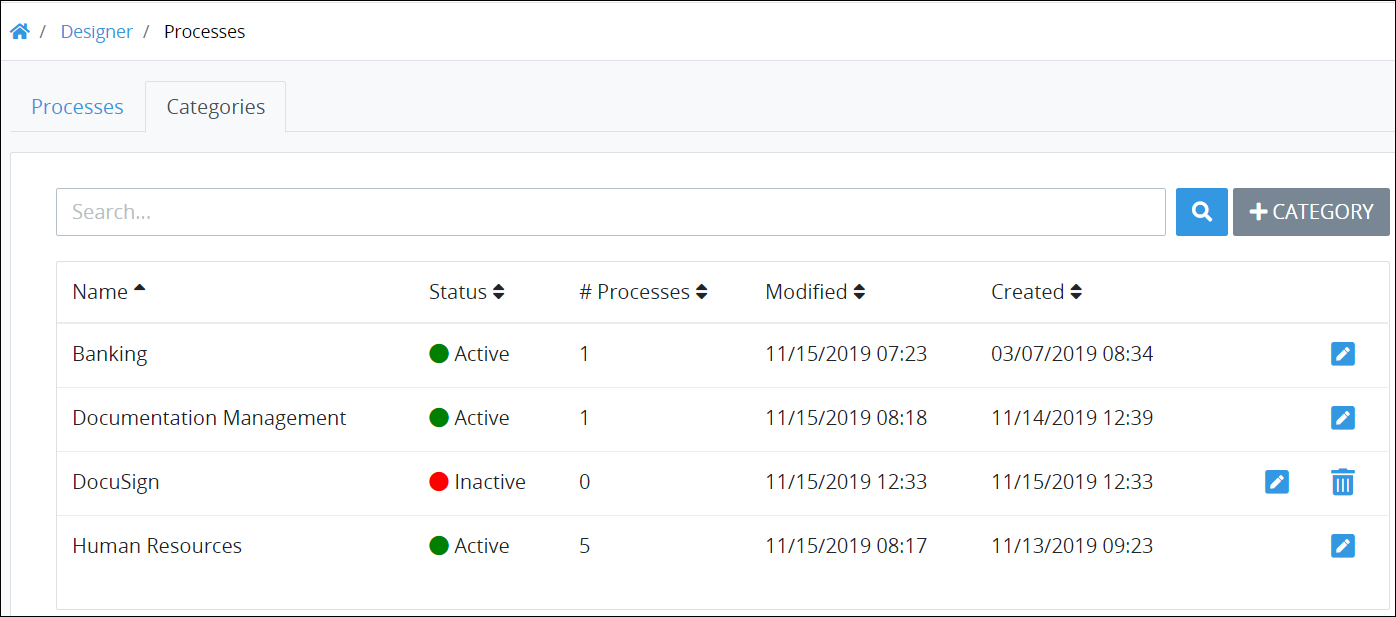 / Designer / Processes
Processes Categories
Search...
CATEGORY
Name Status # Processes Modified Created
Banking Active 1 11/15/2019 07:23 03/07/2019 08:34
Documentation Management Active 1 11/15/2019 08:18 11/14/2019 12:39
DocuSign Inactive 0 11/15/2019 12:33 11/15/2019 12:33
Human Resources Active 5 11/15/2019 08:17 11/13/2019 09:23